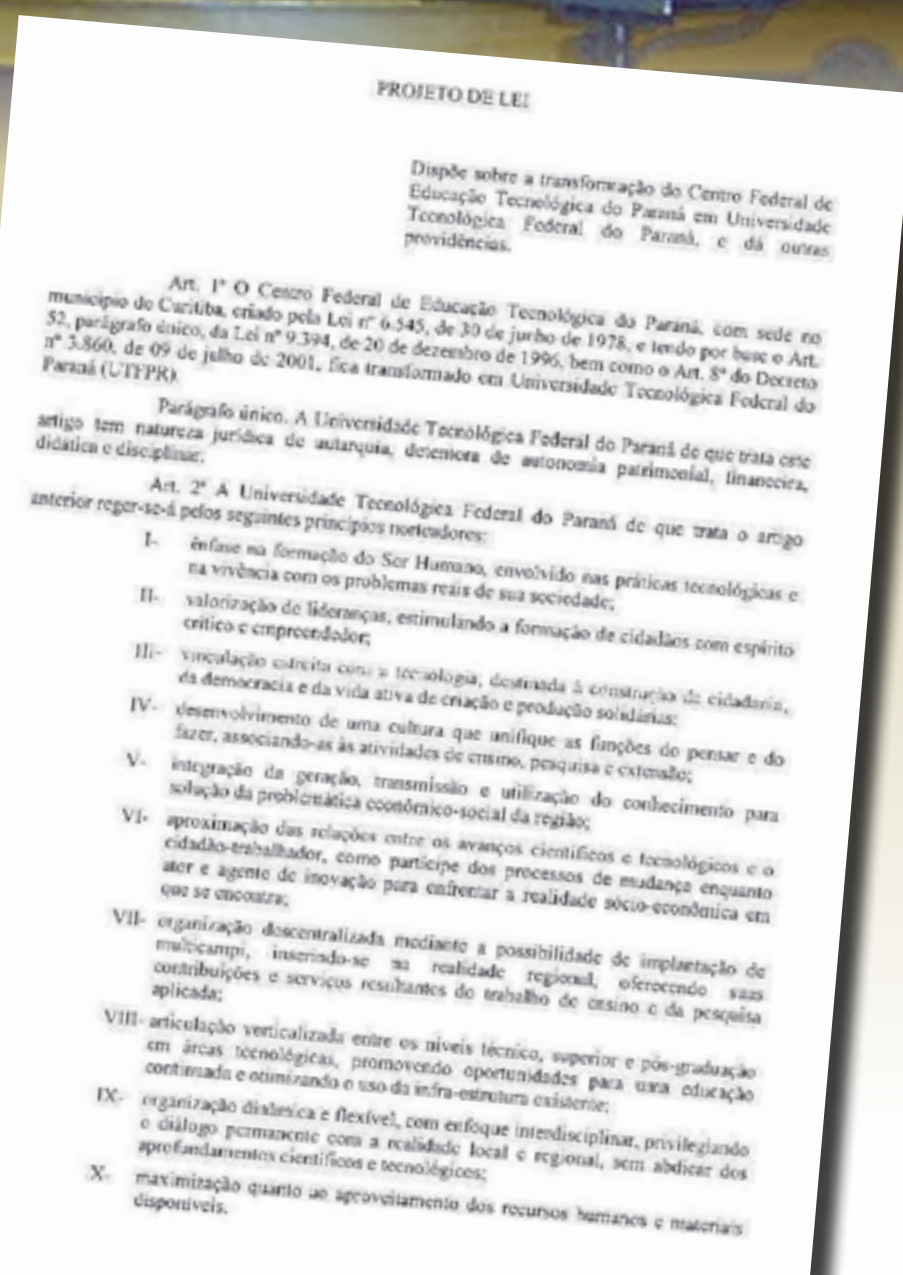 PROJETO DE LEI
Dispõe sobre a transformação do Centro Federal de
Educação Tecnológica do Paraná em Universidade
Tecnológica Federal do Paraná, e dá outras
providências.
Art. 1º O Centro Federal de Educação Tecnológica do Paraná, com sede no
município de Curitiba, criado pela Lei nº 6.545, de 30 de junho de 1978, e tendo por base o Art.
52, parágrafo único, da Lei nº 9.394, de 20 de dezembro de 1996, bem como o Art. 8º do Decreto
nº 3.860, de 09 de julho de 2001, fica transformado em Universidade Tecnológica Federal do
Paraná (UTFPR).
Parágrafo único. A Universidade Tecnológica Federal do Paraná de que trata este
artigo tem natureza jurídica de autarquia, detentora de autonomia patrimonial, financeira,
didática e disciplinar.
Art. 2º A Universidade Tecnológica Federal do Paraná de que trata o artigo
anterior reger-se-á pelos seguintes princípios norteadores:
I- ênfase na formação do Ser Humano, envolvido nas práticas tecnológicas e
na vivência com os problemas reais de sua sociedade;
II- valorização de lideranças, estimulando a formação de cidadãos com espírito
crítico e empreendedor;
III- vinculação estreita com a tecnologia, destinada à construção da cidadania,
da democracia e da vida ativa de criação e produção solidárias;
IV- desenvolvimento de uma cultura que unifique as funções do pensar e do
fazer, associando-as às atividades de ensino, pesquisa e extensão;
V- integração da geração, transmissão e utilização do conhecimento para
solução da problemática econômico-social da região;
VI- aproximação das relações entre os avanços científicos e tecnológicos e o
cidadão-trabalhador, como partícipe dos processos de mudança enquanto
ator e agente de inovação para enfrentar a realidade sócio-econômica em
que se encontra;
VII- organização descentralizada mediante a possibilidade de implantação de
multicampi, inserindo-se na realidade regional, oferecendo suas
contribuições e serviços resultantes do trabalho de ensino e da pesquisa
aplicada;
VIII- articulação verticalizada entre os níveis técnico, superior e pós-graduação
em áreas tecnológicas, promovendo oportunidades para uma educação
continuada e otimizando o uso da infra-estrutura existente;
IX- organização dinâmica e flexível, com enfoque interdisciplinar, privilegiando
o diálogo permanente com a realidade local e regional, sem abdicar dos
aprofundamentos científicos e tecnológicos;
X- maximização quanto ao aproveitamento dos recursos humanos e materiais
disponíveis.